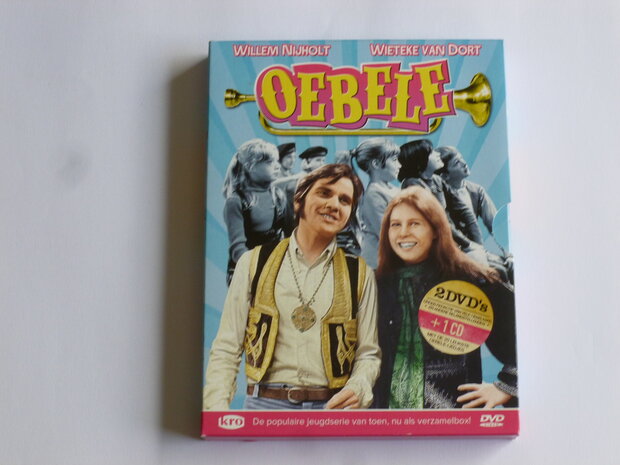 WILLEM NIJHOLT WIETEKE VAN DORT
OEBELE
2 DVD's
+ 1 CD
kro De populaire jeugdserie van toen, nu als verzamelbox! DVD